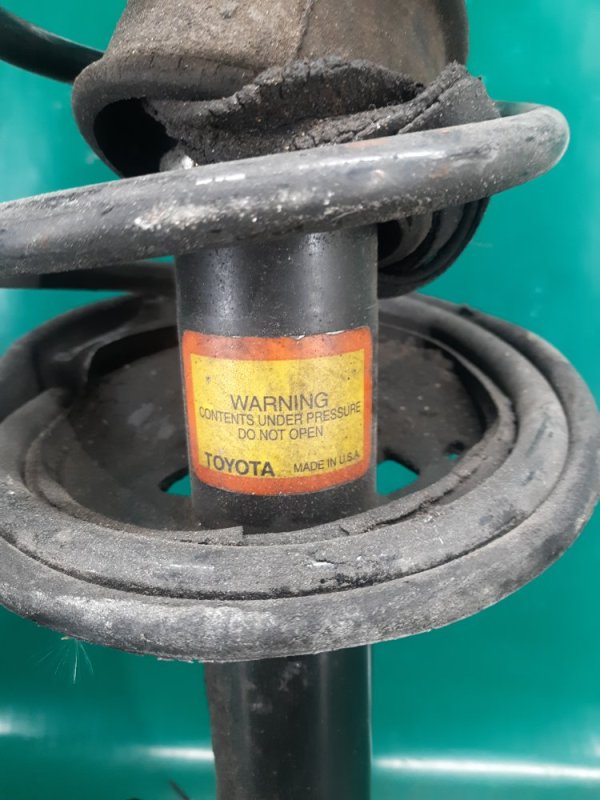 WARNING
CONTENTS UNDER PRESSURE
DO NOT OPEN
TOYOTA MADE IN U.S.A.